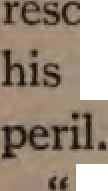 resc
his
peril.
“